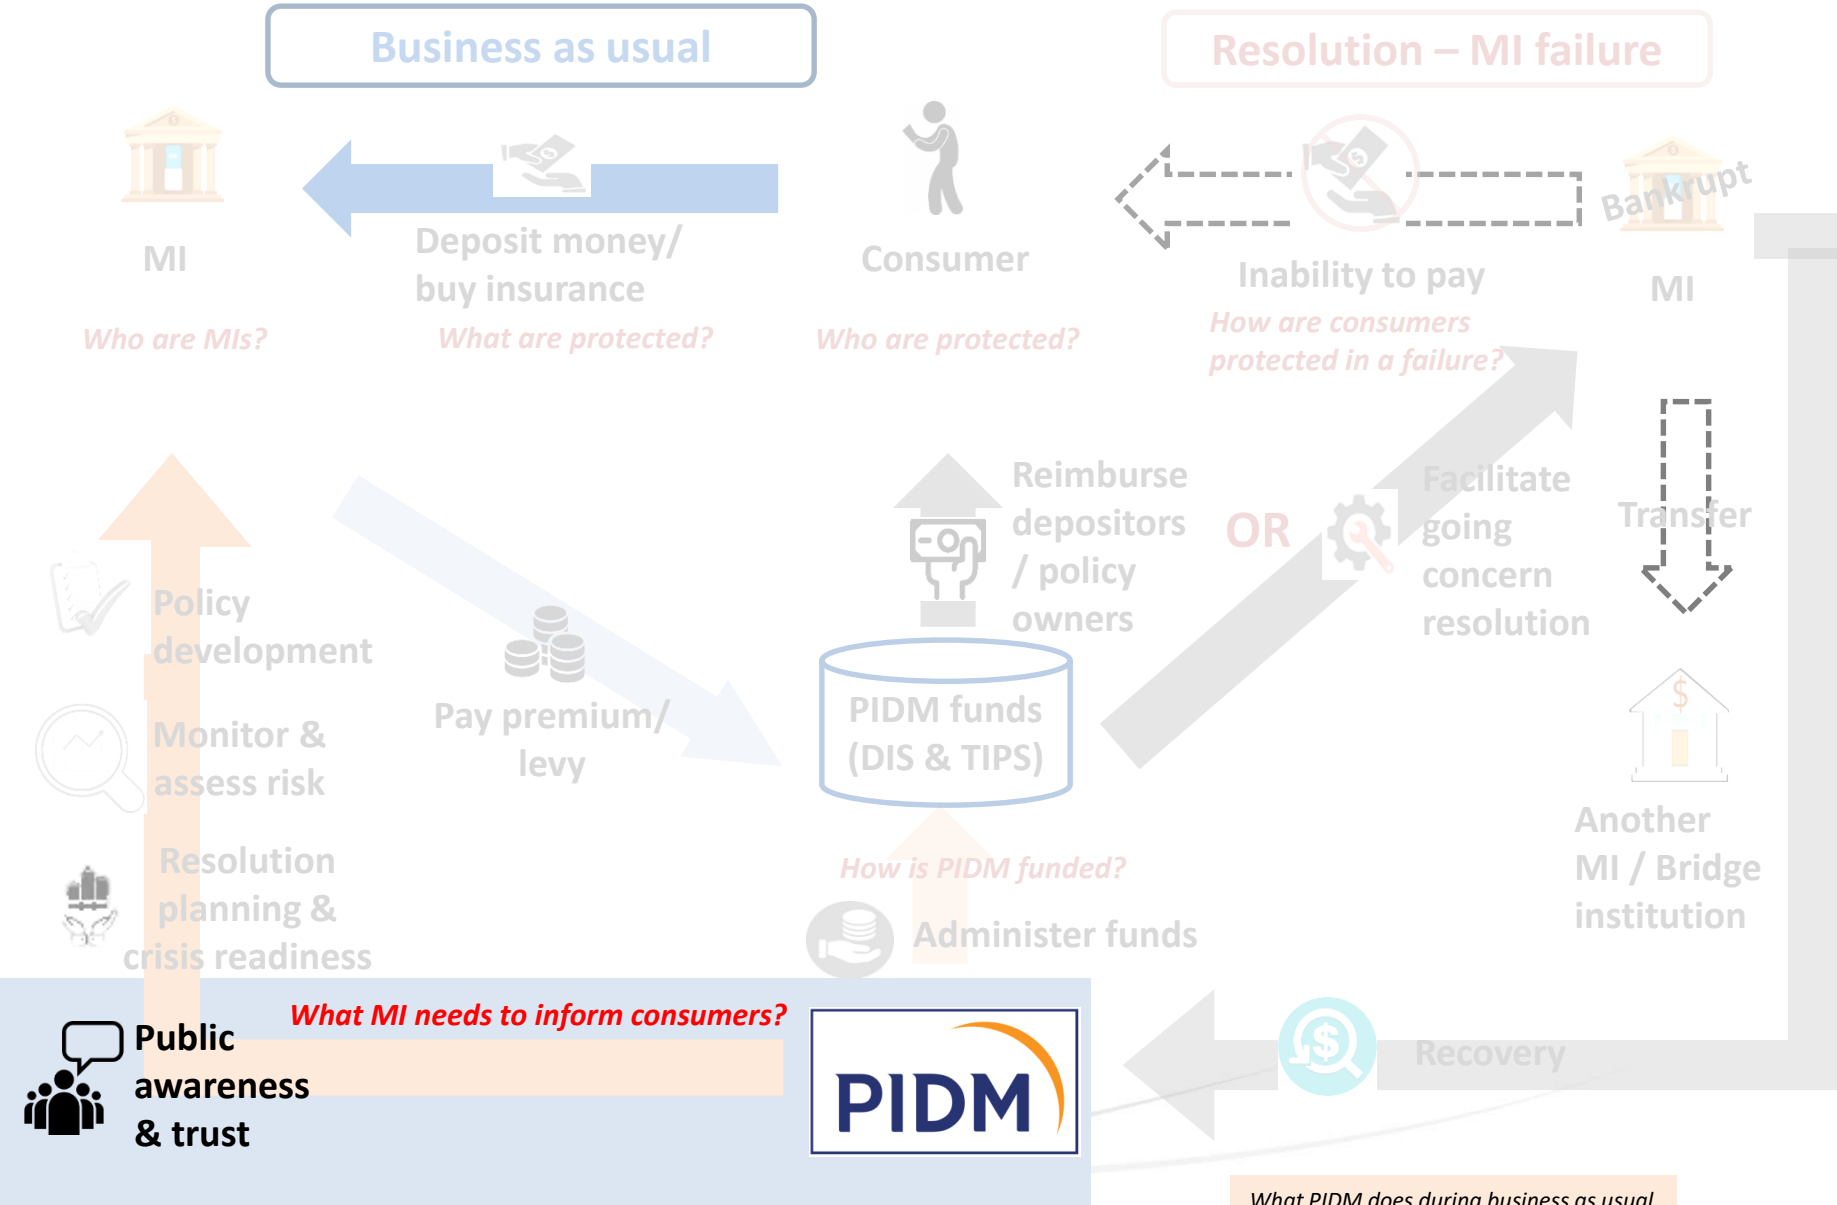 Business as usual
Resolution – MI failure
MI
Deposit money/
buy insurance
Consumer
Inability to pay
Bankrupt
MI
Who are MIs?
What are protected?
Who are protected?
How are consumers
protected in a failure?
Policy
development
Monitor &
assess risk
Resolution
planning &
crisis readiness
Pay premium/
levy
Reimburse
depositors
/ policy
owners
OR
Facilitate
going
concern
resolution
Transfer
$
PIDM funds
(DIS & TIPS)
Another
MI / Bridge
institution
How is PIDM funded?
Administer funds
What MI needs to inform consumers?
Public
awareness
& trust
PIDM
$
Recovery
What PIDM does during business as usual